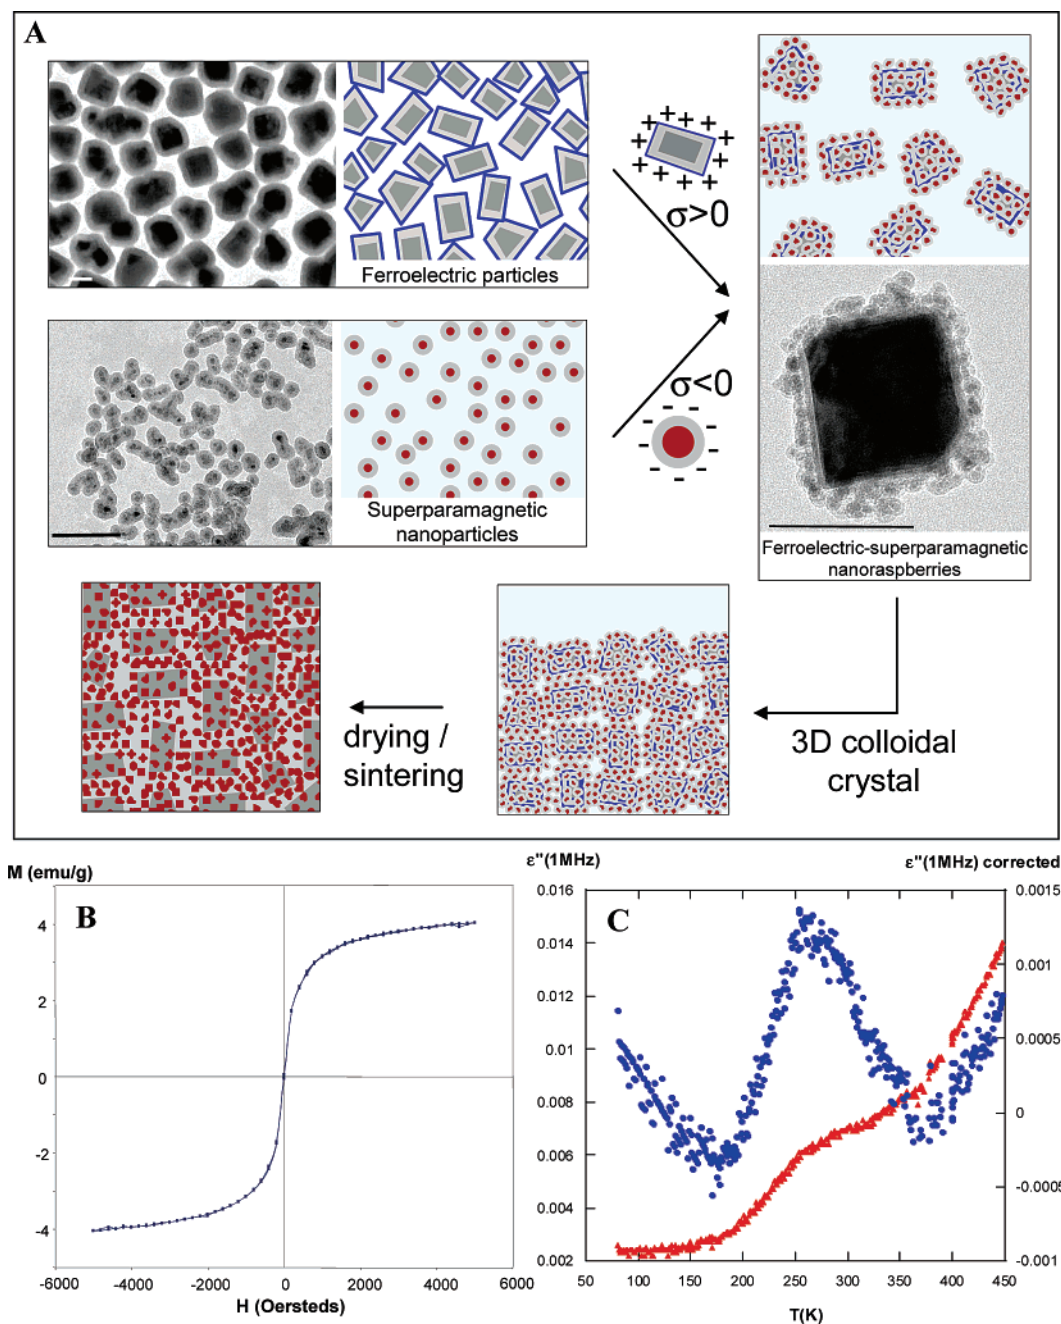 A
Ferroelectric particles
σ>0
Superparamagnetic
nanoparticles
σ<0
Ferroelectric-superparamagnetic
nanoraspberries
3D colloidal
crystal
drying /
sintering
M (emu/g)
B
4
2
0
-2
-4
-6000
-4000
-2000
0
2000
4000
6000
H (Oersteds)
ε''(1MHz)
ε''(1MHz) corrected
C
0.016
0.014
0.012
0.01
0.008
0.006
0.004
0.002
0.0015
0.001
0.0005
0
-0.0005
-0.001
50
100
150
200
250
300
350
400
450
T(K)